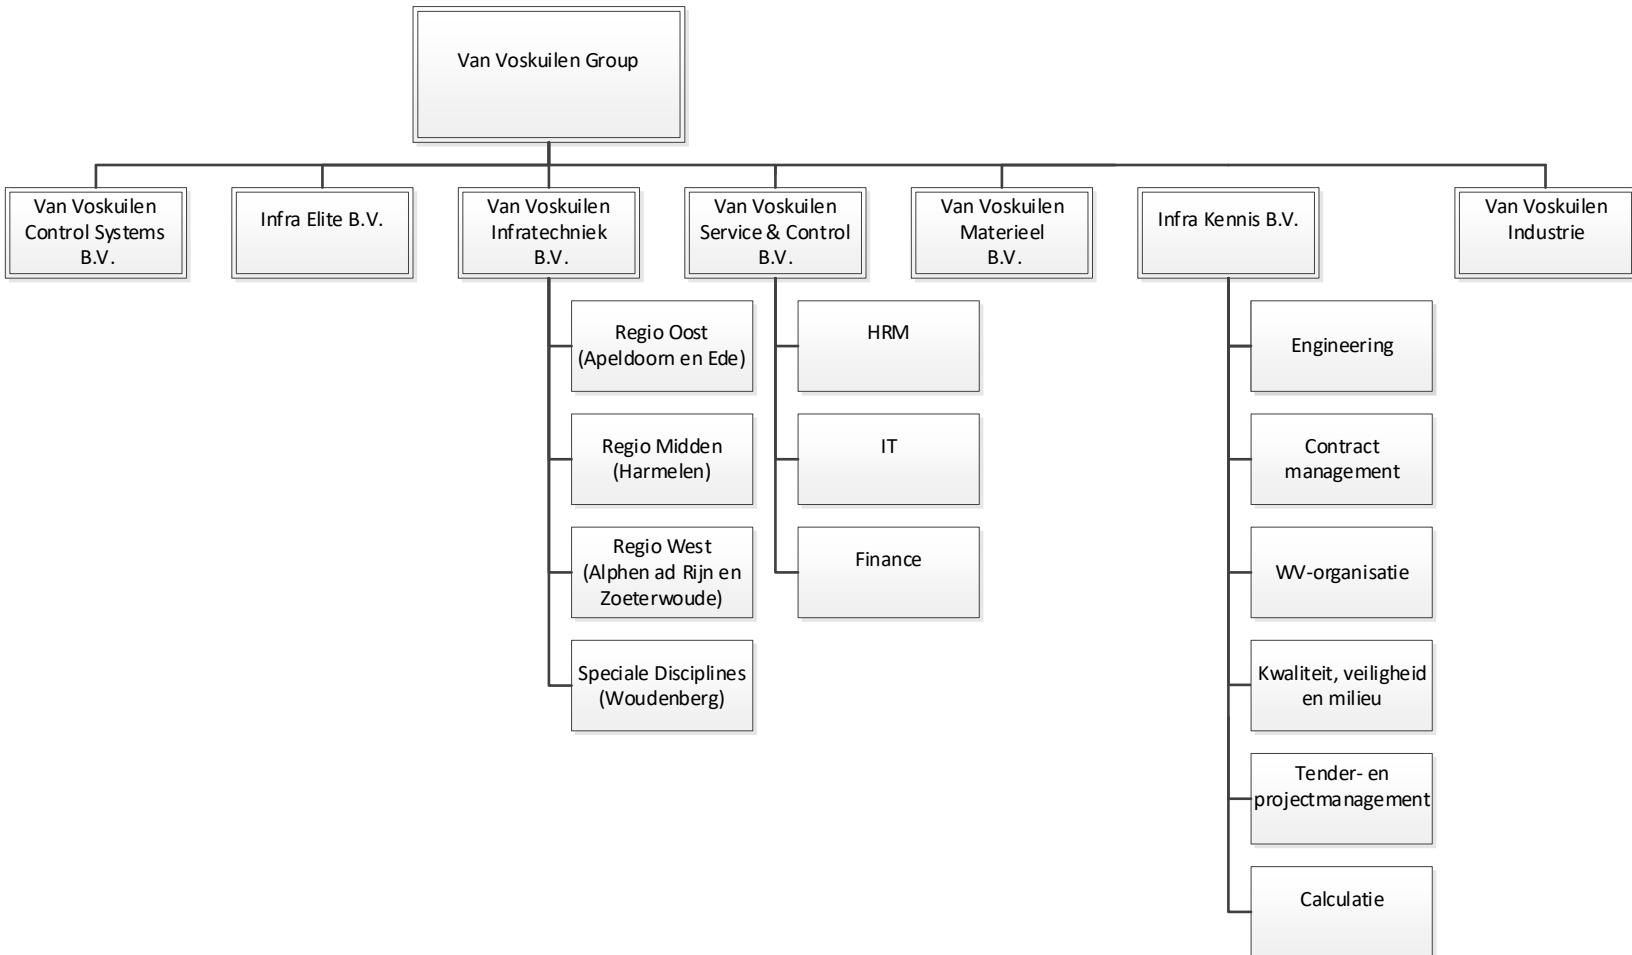 Van Voskuilen Group
Van Voskuilen
Control Systems
B.V.
Infra Elite B.V.
Van Voskuilen
Infratechniek
B.V.
Van Voskuilen
Service & Control
B.V.
Van Voskuilen
Materieel
B.V.
Infra Kennis B.V.
Van Voskuilen
Industrie
Regio Oost
(Apeldoorn en Ede)
Regio Midden
(Harmelen)
Regio West
(Alphen ad Rijn en
Zoeterwoude)
Speciale Disciplines
(Woudenberg)
HRM
IT
Finance
Engineering
Contract
management
WV-organisatie
Kwaliteit, veiligheid
en milieu
Tender- en
projectmanagement
Calculatie